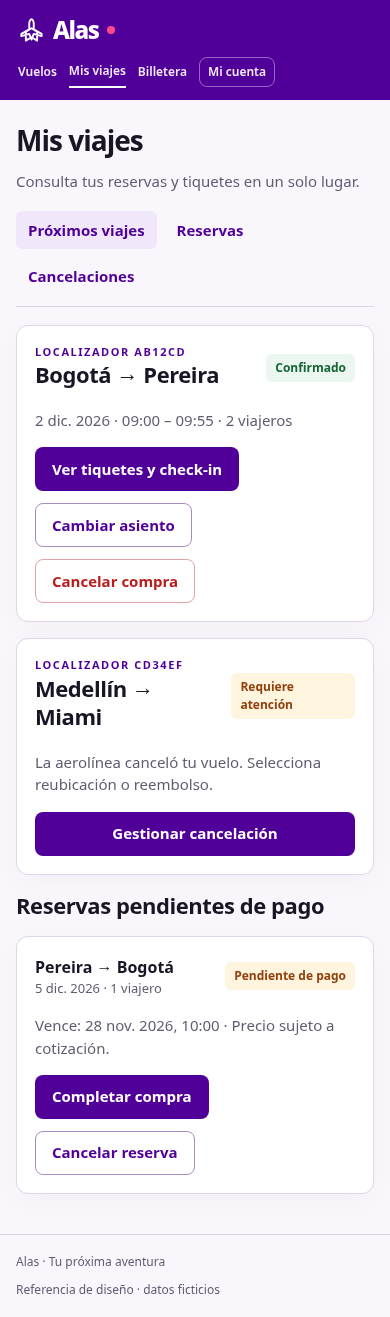 Alas
Vuelos Mis viajes Billetera Mi cuenta
Mis viajes
Consulta tus reservas y tiquetes en un solo lugar.
Próximos viajes Reservas
Cancelaciones
LOCALIZADOR AB12CD
Bogotá → Pereira
Confirmado
2 dic. 2026 · 09:00 – 09:55 · 2 viajeros
Ver tiquetes y check-in
Cambiar asiento
Cancelar compra
LOCALIZADOR CD34EF
Medellín →
Miami
Requiere
atención
La aerolínea canceló tu vuelo. Selecciona
reubicación o reembolso.
Gestionar cancelación
Reservas pendientes de pago
Pereira → Bogotá
5 dic. 2026 · 1 viajero
Pendiente de pago
Vence: 28 nov. 2026, 10:00 · Precio sujeto a
cotización.
Completar compra
Cancelar reserva
Alas · Tu próxima aventura
Referencia de diseño · datos ficticios